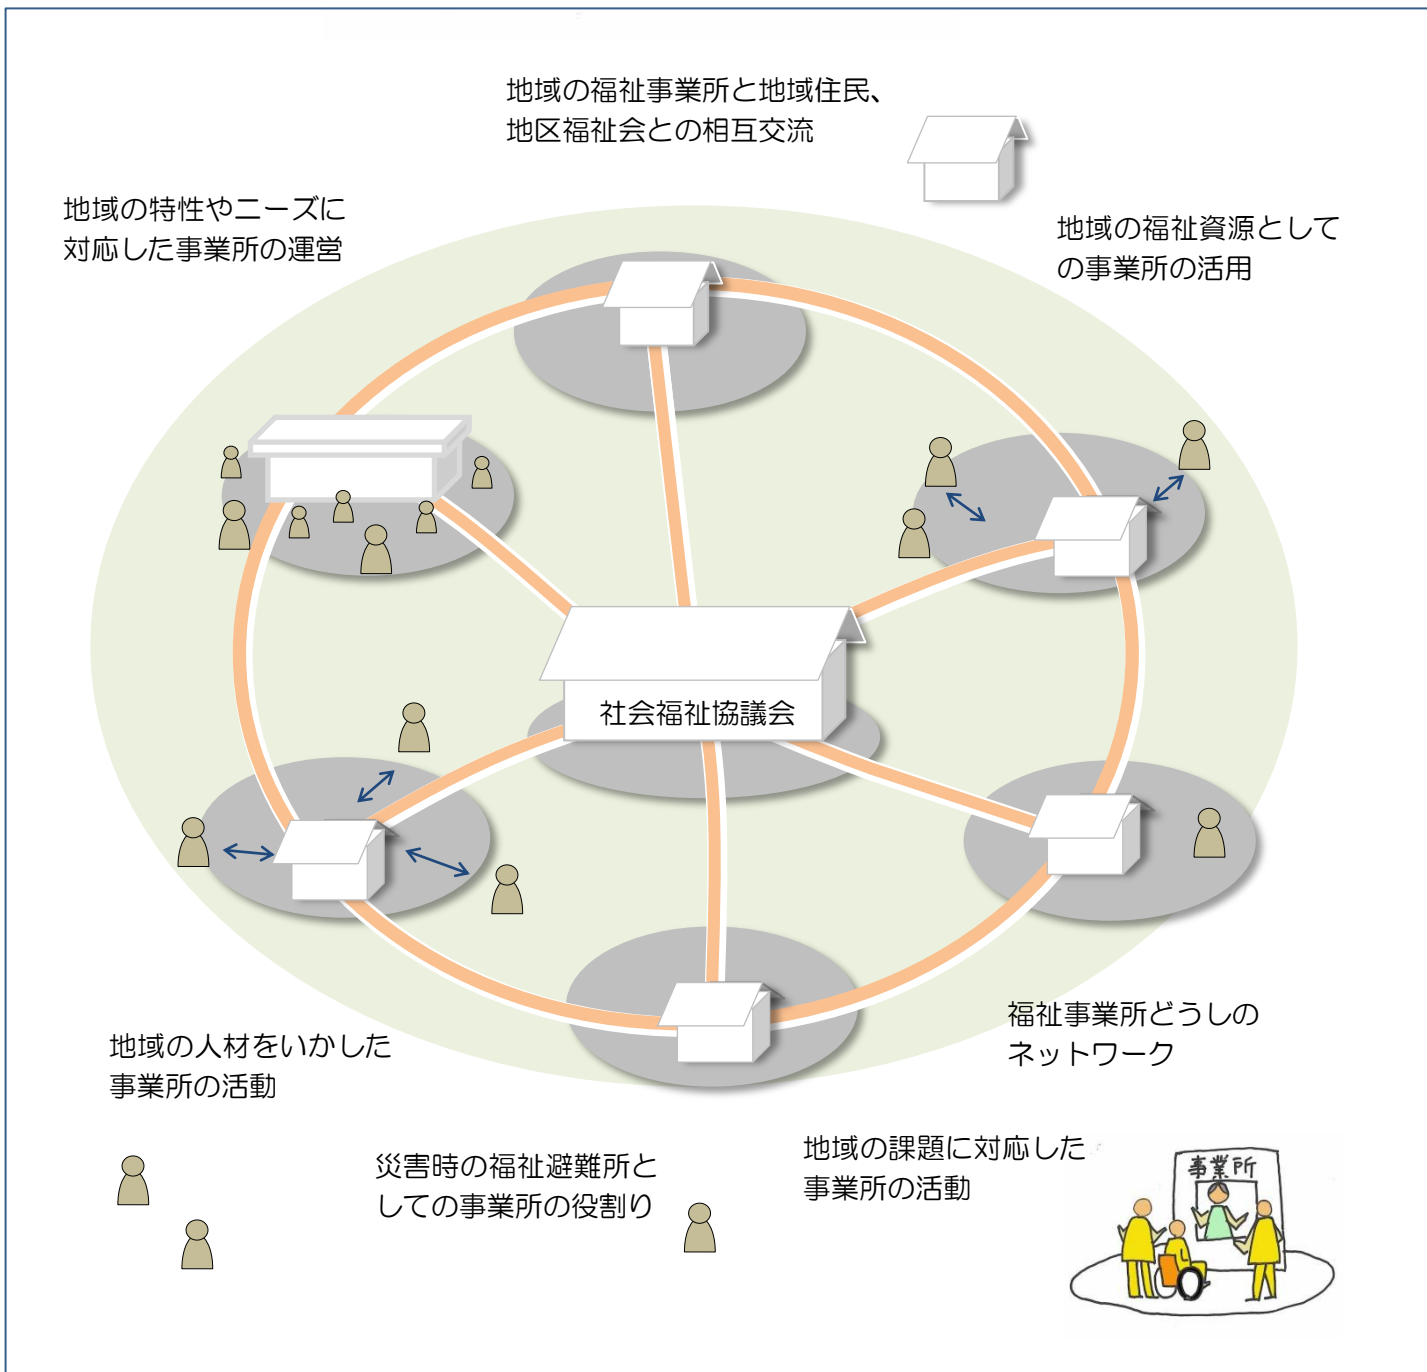 地域の福祉事業所と地域住民、
地区福祉会との相互交流
地域の特性やニーズに
対応した事業所の運営
地域の福祉資源として
の事業所の活用
社会福祉協議会
地域の人材をいかした
事業所の活動
福祉事業所どうしの
ネットワーク
災害時の福祉避難所と
しての事業所の役割り
地域の課題に対応した
事業所の活動
事業所